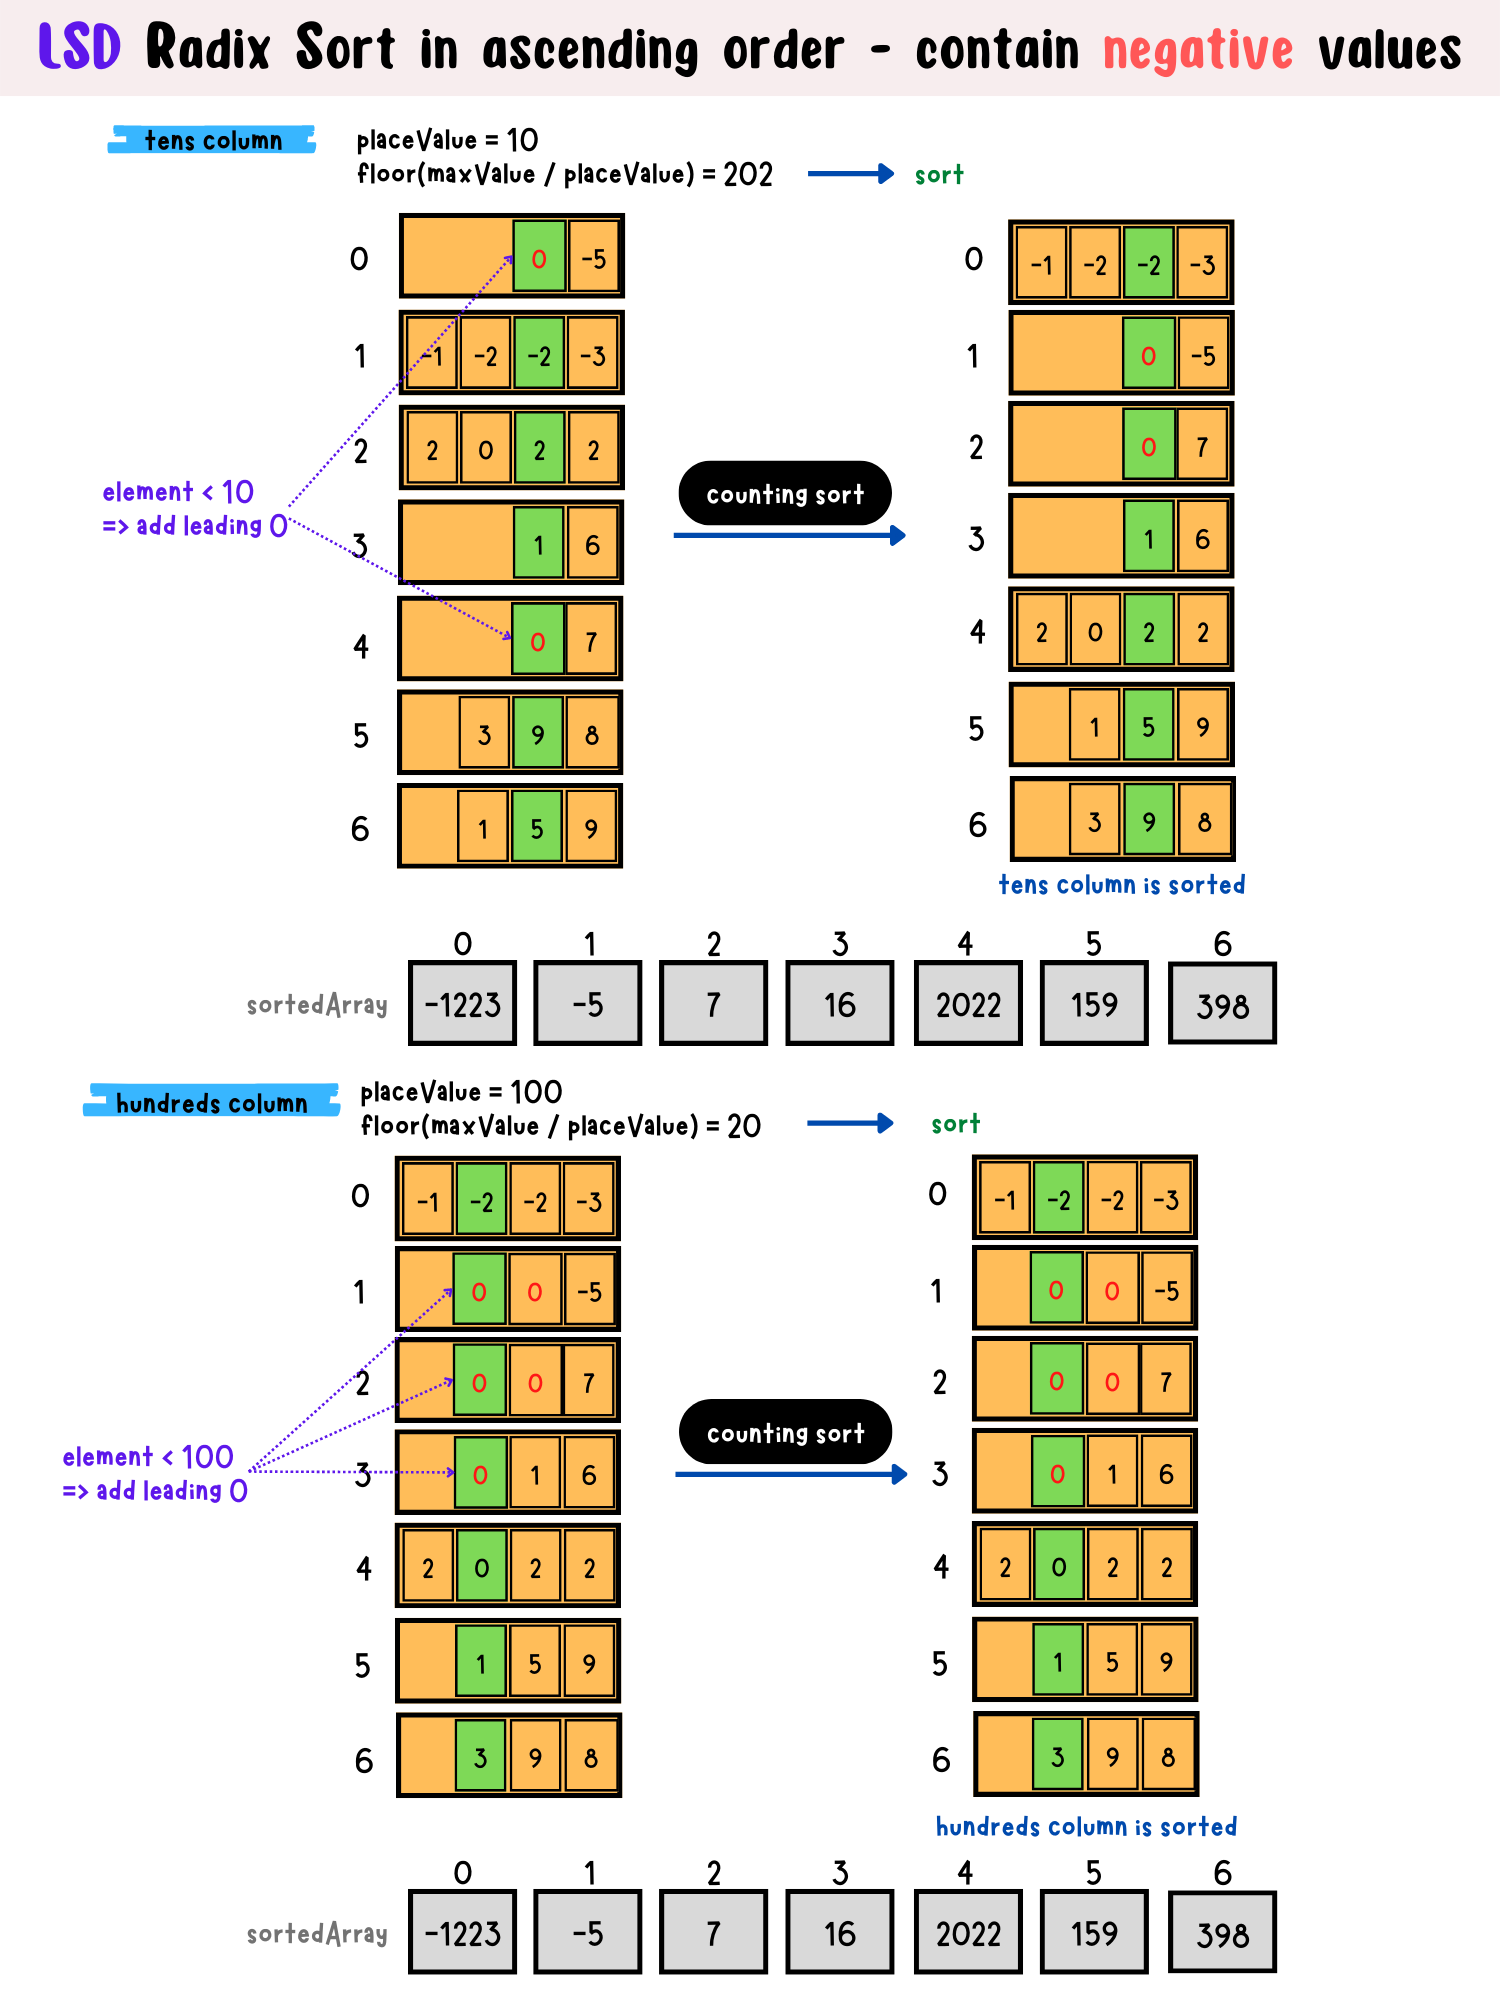 LSD Radix Sort in ascending order - contain negative values
tens column
placeValue = 10
floor(maxValue / placeValue) = 202
sort
0 0 -5
1 -1 -2 -2 -3
2 2 0 2 2
3 1 6
4 0 7
5 3 9 8
6 1 5 9
element < 10
=> add leading 0
counting sort
0 -1 -2 -2 -3
1 0 -5
2 0 7
3 1 6
4 2 0 2 2
5 1 5 9
6 3 9 8
tens column is sorted
0 1 2 3 4 5 6
sortedArray -1223 -5 7 16 2022 159 398
hundreds column
placeValue = 100
floor(maxValue / placeValue) = 20
sort
0 -1 -2 -2 -3
1 0 0 -5
2 0 0 7
3 0 1 6
4 2 0 2 2
5 1 5 9
6 3 9 8
element < 100
=> add leading 0
counting sort
0 -1 -2 -2 -3
1 0 0 -5
2 0 0 7
3 0 1 6
4 2 0 2 2
5 1 5 9
6 3 9 8
hundreds column is sorted
0 1 2 3 4 5 6
sortedArray -1223 -5 7 16 2022 159 398